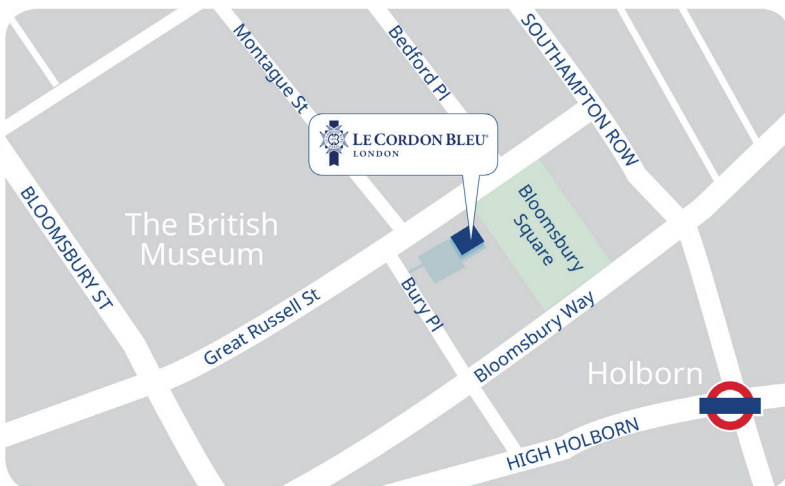 Montague St
Bedford Pl
SOUTHAMPTON ROW
LE CORDON BLEU®
LONDON
BLOOMSBURY ST
The British
Museum
Bloomsbury
Square
Great Russell St
Bury Pl
Bloomsbury Way
Holborn
HIGH HOLBORN